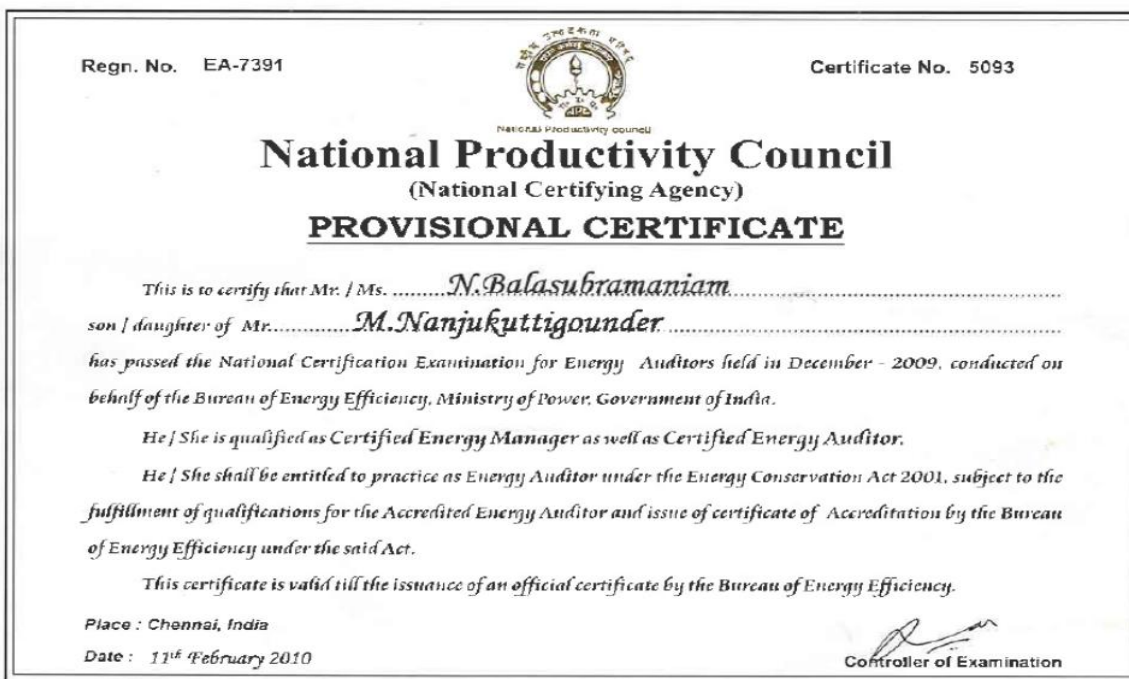 Regn. No. EA-7391
Certificate No. 5093
राष्ट्रीय उत्पादकता परिषद
National Productivity council
National Productivity Council
(National Certifying Agency)
PROVISIONAL CERTIFICATE
This is to certify that Mr. / Ms. N.Balasubramaniam
son / daughter of Mr. M.Nanjukuttigounder
has passed the National Certification Examination for Energy Auditors held in December - 2009, conducted on
behalf of the Bureau of Energy Efficiency, Ministry of Power, Government of India.
He / She is qualified as Certified Energy Manager as well as Certified Energy Auditor.
He / She shall be entitled to practice as Energy Auditor under the Energy Conservation Act 2001, subject to the
fulfillment of qualifications for the Accredited Energy Auditor and issue of certificate of Accreditation by the Bureau
of Energy Efficiency under the said Act.
This certificate is valid till the issuance of an official certificate by the Bureau of Energy Efficiency.
Place : Chennai, India
Date : 11th February 2010
Controller of Examination